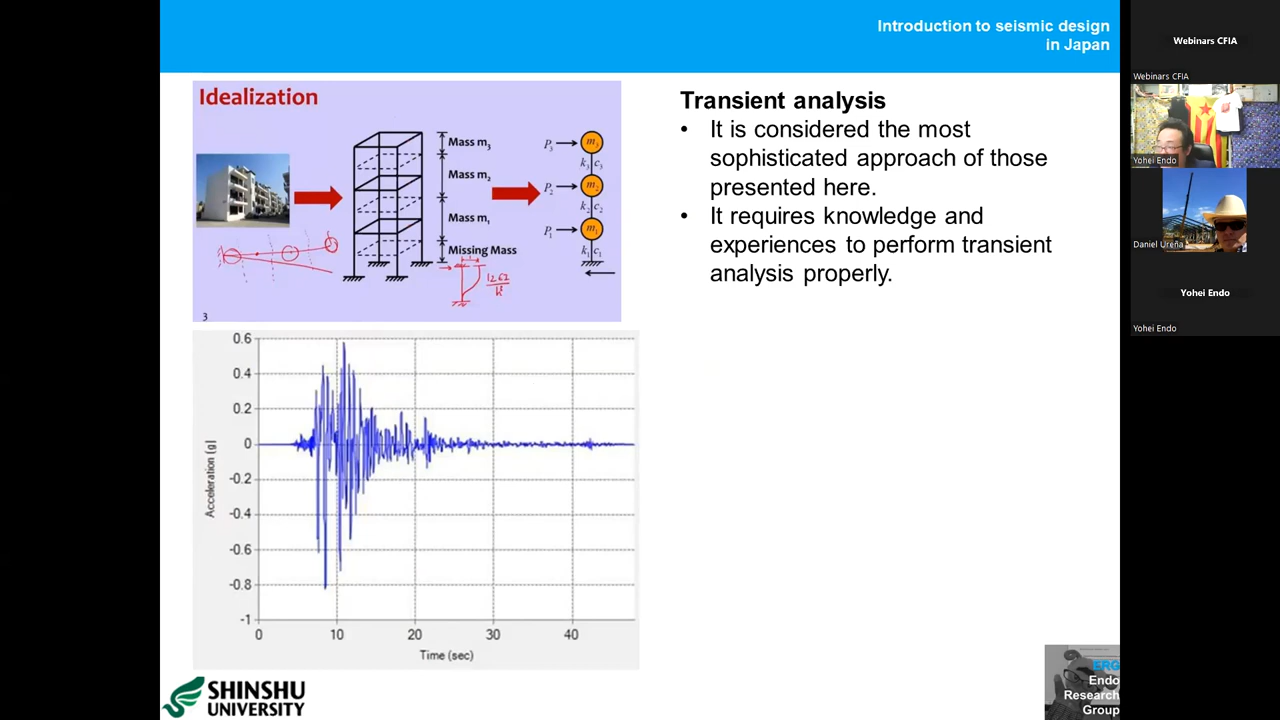 Introduction to seismic design
in Japan
Idealization
Mass m₃
Mass m₂
Mass m₁
Missing Mass
P₃
m₃
k₃ c₃
P₂
m₂
k₂ c₂
P₁
m₁
k₁ c₁
3
Transient analysis
• It is considered the most
sophisticated approach of those
presented here.
• It requires knowledge and
experiences to perform transient
analysis properly.
0.6
0.4
0.2
0
-0.2
-0.4
-0.6
-0.8
-1
Acceleration (g)
0 10 20 30 40
Time (sec)
SHINSHU
UNIVERSITY
ERG
Endo
Research
Group
Webinars CFIA
Webinars CFIA
Yohei Endo
Daniel Ureña
Yohei Endo
Yohei Endo